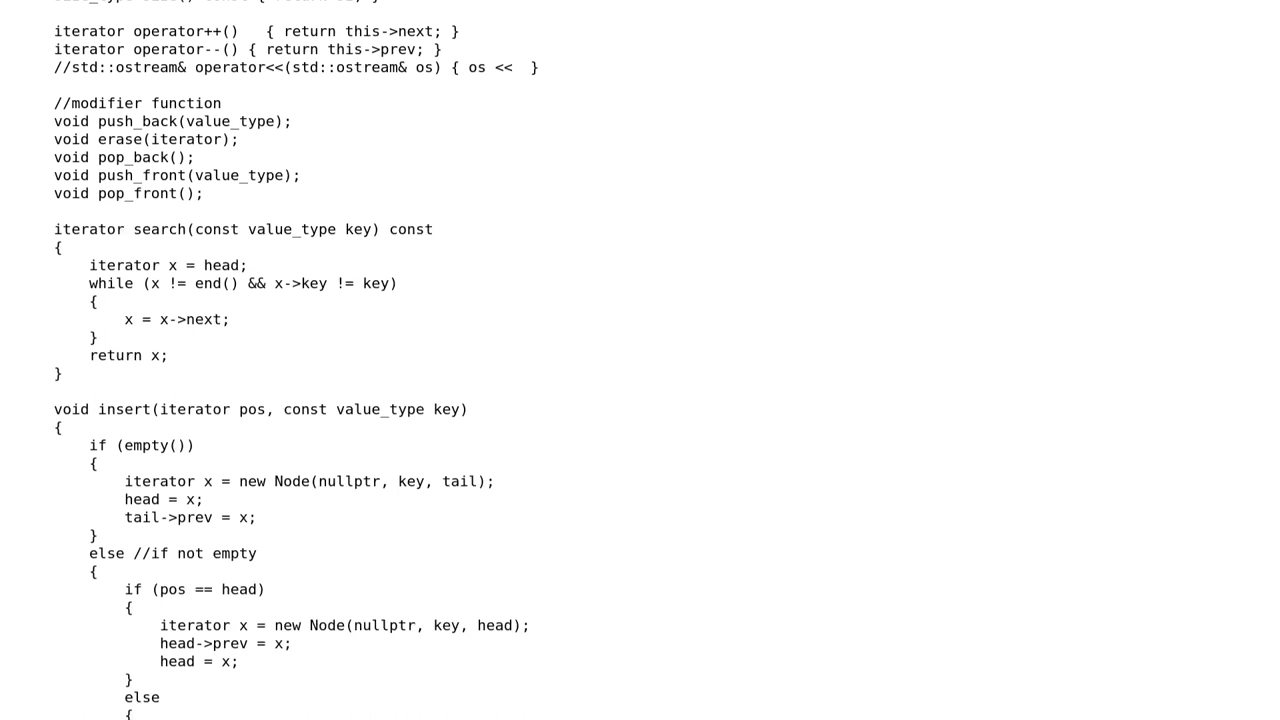 iterator operator++()   { return this->next; }
iterator operator--() { return this->prev; }
//std::ostream& operator<<(std::ostream& os) { os <<  }

//modifier function
void push_back(value_type);
void erase(iterator);
void pop_back();
void push_front(value_type);
void pop_front();

iterator search(const value_type key) const
{
    iterator x = head;
    while (x != end() && x->key != key)
    {
        x = x->next;
    }
    return x;
}

void insert(iterator pos, const value_type key)
{
    if (empty())
    {
        iterator x = new Node(nullptr, key, tail);
        head = x;
        tail->prev = x;
    }
    else //if not empty
    {
        if (pos == head)
        {
            iterator x = new Node(nullptr, key, head);
            head->prev = x;
            head = x;
        }
        else
        {